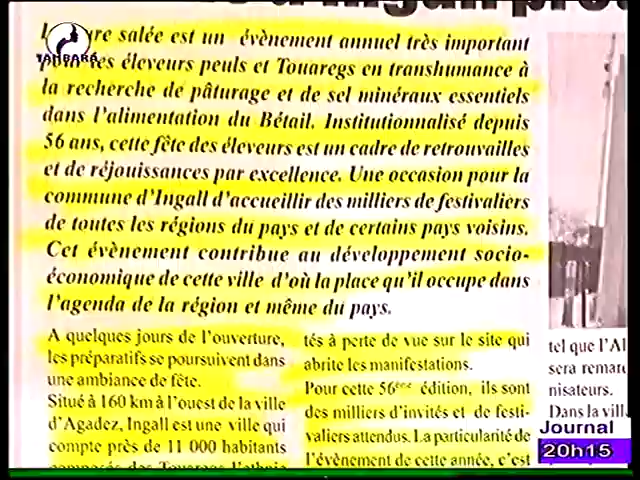 TAMBARA
salée est un évènement annuel très important
éleveurs peuls et Touaregs en transhumance à
la recherche de pâturage et de sel minéraux essentiels
dans l'alimentation du Bétail. Institutionnalisé depuis
56 ans, cette fête des éleveurs est un cadre de retrouvailles
et de réjouissances par excellence. Une occasion pour la
commune d'Ingall d'accueillir des milliers de festivaliers
de toutes les régions du pays et de certains pays voisins.
Cet évènement contribue au développement socio-
économique de cette ville d'où la place qu'il occupe dans
l'agenda de la région et même du pays.
A quelques jours de l'ouverture,
les préparatifs se poursuivent dans
une ambiance de fête.
Situé à 160 km à l'ouest de la ville
d'Agadez, Ingall est une ville qui
compte près de 11 000 habitants
composés des Touaregs
tés à perte de vue sur le site qui
abrite les manifestations.
Pour cette 56ème édition, ils sont
des milliers d'invités et de festi-
valiers attendus. La particularité de
l'évènement de cette année, c'est
tel que l'Al
sera remar
nisateurs.
Dans la vill
Journal
20h15